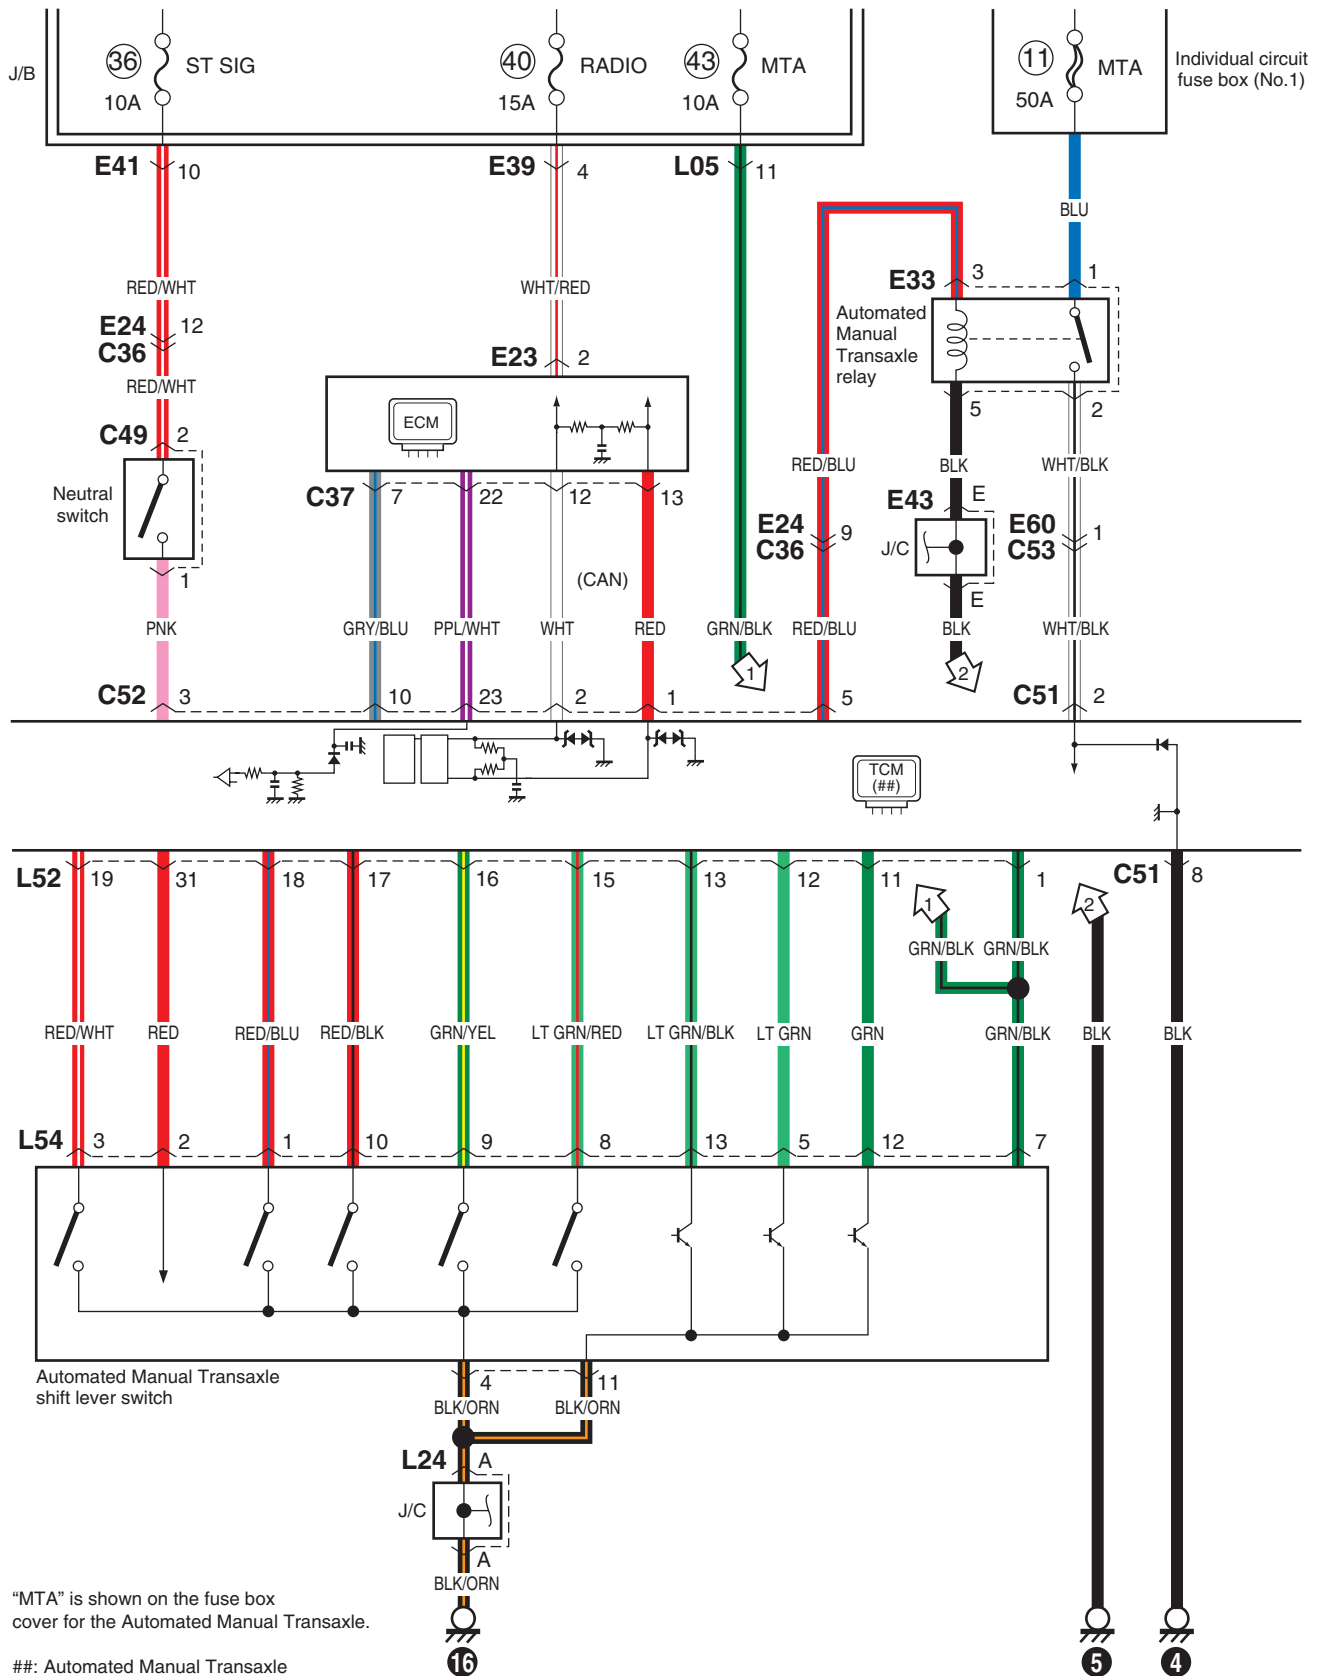 J/B
36 ST SIG
10A
40 RADIO
15A
43 MTA
10A
11 MTA
50A
Individual circuit
fuse box (No.1)
E41 10
E39 4
L05 11
BLU
RED/WHT
WHT/RED
E33 3 1
Automated
Manual
Transaxle
relay
E24 12
C36
RED/WHT
E23 2
ECM
5 2
C49 2
Neutral
switch
1
C37 7 22 12 13
(CAN)
RED/BLU BLK WHT/BLK
E24 9
C36
E43 E
J/C
E
E60 1
C53
PNK GRY/BLU PPL/WHT WHT RED GRN/BLK RED/BLU BLK WHT/BLK
1 2
C52 3 10 23 2 1 5 C51 2
TCM
(##)
L52 19 31 18 17 16 15 13 12 11 1 C51 8
1 2
GRN/BLK GRN/BLK
RED/WHT RED RED/BLU RED/BLK GRN/YEL LT GRN/RED LT GRN/BLK LT GRN GRN GRN/BLK BLK BLK
L54 3 2 1 10 9 8 13 5 12 7
Automated Manual Transaxle
shift lever switch
4 11
BLK/ORN BLK/ORN
L24 A
J/C
A
BLK/ORN
16 5 4
“MTA” is shown on the fuse box
cover for the Automated Manual Transaxle.
##: Automated Manual Transaxle